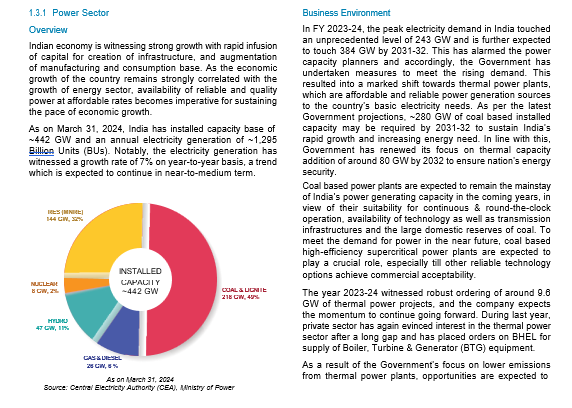 1.3.1 Power Sector
Overview
Indian economy is witnessing strong growth with rapid infusion
of capital for creation of infrastructure, and augmentation
of manufacturing and consumption base. As the economic
growth of the country remains strongly correlated with the
growth of energy sector, availability of reliable and quality
power at affordable rates becomes imperative for sustaining
the pace of economic growth.
As on March 31, 2024, India has installed capacity base of
~442 GW and an annual electricity generation of ~1,295
Billion Units (BUs). Notably, the electricity generation has
witnessed a growth rate of 7% on year-to-year basis, a trend
which is expected to continue in near-to-medium term.
RES (MNRE)
144 GW, 32%
NUCLEAR
8 GW, 2%
HYDRO
47 GW, 11%
GAS & DIESEL
26 GW, 6 %
COAL & LIGNITE
218 GW, 49%
INSTALLED
CAPACITY
~442 GW
As on March 31, 2024
Source: Central Electricity Authority (CEA), Ministry of Power
Business Environment
In FY 2023-24, the peak electricity demand in India touched
an unprecedented level of 243 GW and is further expected
to touch 384 GW by 2031-32. This has alarmed the power
capacity planners and accordingly, the Government has
undertaken measures to meet the rising demand. This
resulted into a marked shift towards thermal power plants,
which are affordable and reliable power generation sources
to the country's basic electricity needs. As per the latest
Government projections, ~280 GW of coal based installed
capacity may be required by 2031-32 to sustain India's
rapid growth and increasing energy need. In line with this,
Government has renewed its focus on thermal capacity
addition of around 80 GW by 2032 to ensure nation's energy
security.
Coal based power plants are expected to remain the mainstay
of India's power generating capacity in the coming years, in
view of their suitability for continuous & round-the-clock
operation, availability of technology as well as transmission
infrastructures and the large domestic reserves of coal. To
meet the demand for power in the near future, coal based
high-efficiency supercritical power plants are expected to
play a crucial role, especially till other reliable technology
options achieve commercial acceptability.
The year 2023-24 witnessed robust ordering of around 9.6
GW of thermal power projects, and the company expects
the momentum to continue going forward. During last year,
private sector has again evinced interest in the thermal power
sector after a long gap and has placed orders on BHEL for
supply of Boiler, Turbine & Generator (BTG) equipment.
As a result of the Government's focus on lower emissions
from thermal power plants, opportunities are expected to